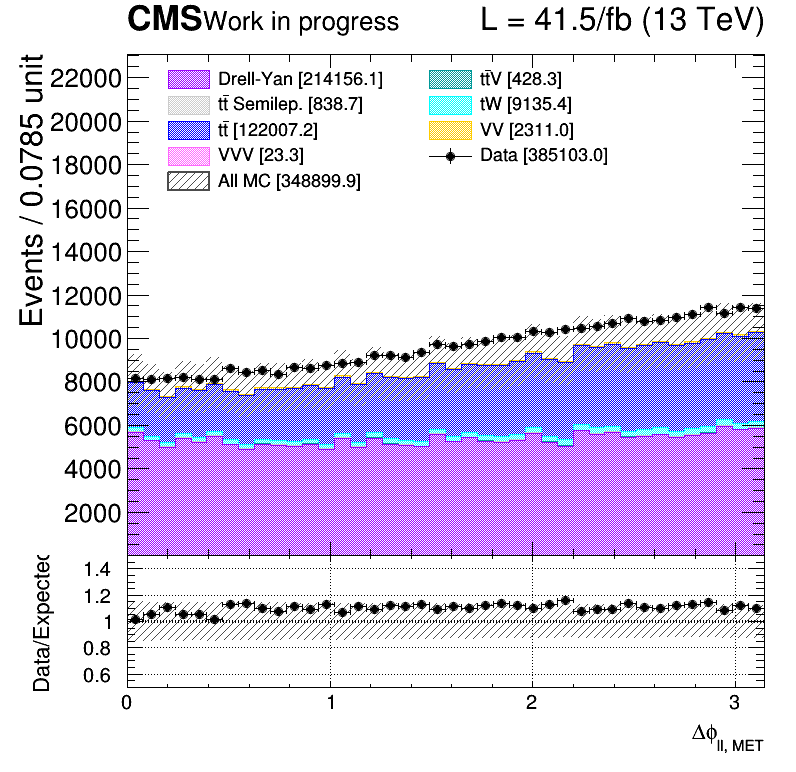 CMS Work in progress L = 41.5/fb (13 TeV)
Events / 0.0785 unit
22000
20000
18000
16000
14000
12000
10000
8000
6000
4000
2000
Drell-Yan [214156.1]
tt̄ Semilep. [838.7]
tt̄ [122007.2]
VVV [23.3]
All MC [348899.9]
tt̄V [428.3]
tW [9135.4]
VV [2311.0]
Data [385103.0]
Data/Expected
1.4
1.2
1
0.8
0.6
0 1 2 3
Δϕll, MET